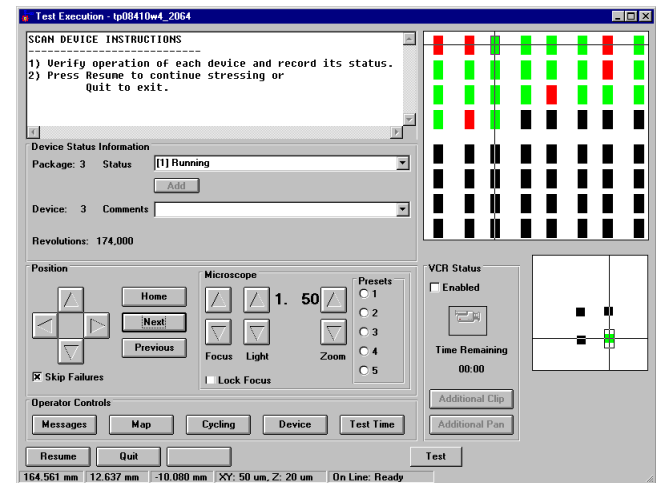 Test Execution - tp08410w4_2064
SCAN DEVICE INSTRUCTIONS
---------------------------
1) Verify operation of each device and record its status.
2) Press Resume to continue stressing or
Quit to exit.
Device Status Information
Package: 3 Status [1] Running
Add
Device: 3 Comments
Revolutions: 174,000
Position
Home
Next
Previous
Skip Failures
Microscope
1. 50
Focus Light Zoom
Lock Focus
Presets
1
2
3
4
5
VCR Status
Enabled
Time Remaining
00:00
Additional Clip
Additional Pan
Operator Controls
Messages Map Cycling Device Test Time
Resume Quit Test
164.561 mm 12.637 mm -10.080 mm XY: 50 um, Z: 20 um On Line: Ready